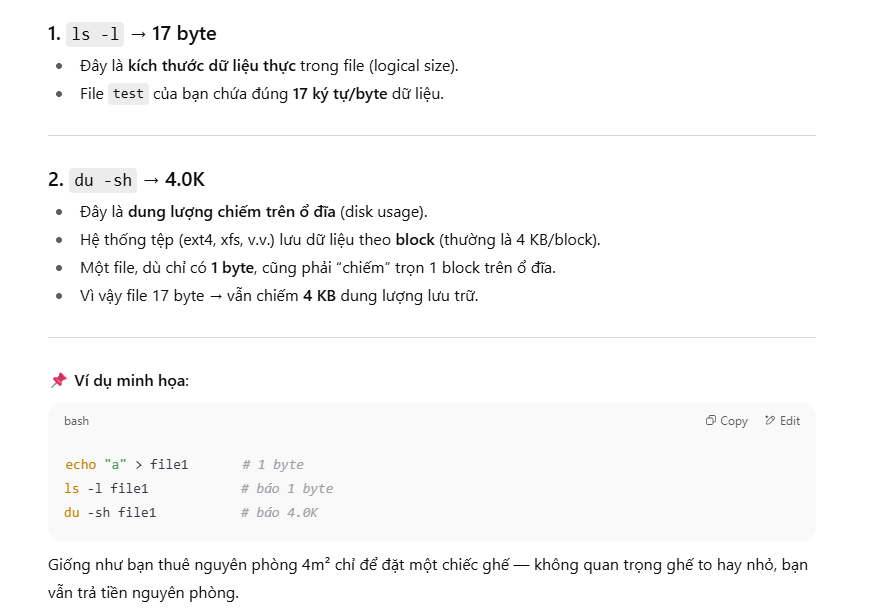 1. ls -l → 17 byte
• Đây là kích thước dữ liệu thực trong file (logical size).
• File test của bạn chứa đúng 17 ký tự/byte dữ liệu.
2. du -sh → 4.0K
• Đây là dung lượng chiếm trên ổ đĩa (disk usage).
• Hệ thống tệp (ext4, xfs, v.v.) lưu dữ liệu theo block (thường là 4 KB/block).
• Một file, dù chỉ có 1 byte, cũng phải “chiếm” trọn 1 block trên ổ đĩa.
• Vì vậy file 17 byte → vẫn chiếm 4 KB dung lượng lưu trữ.
📌 Ví dụ minh họa:
bash Copy Edit
echo "a" > file1 # 1 byte
ls -l file1 # báo 1 byte
du -sh file1 # báo 4.0K
Giống như bạn thuê nguyên phòng 4m² chỉ để đặt một chiếc ghế — không quan trọng ghế to hay nhỏ, bạn
vẫn trả tiền nguyên phòng.